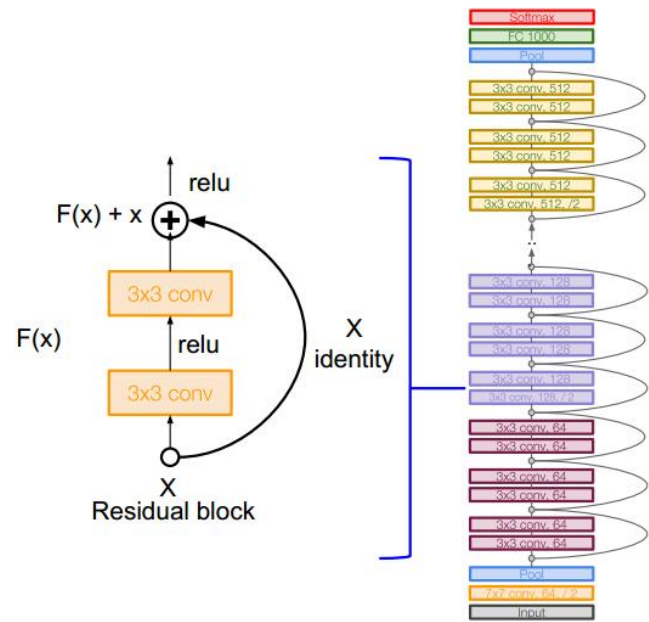 relu
F(x) + x
3x3 conv
F(x)
relu
3x3 conv
X
identity
X
Residual block
Softmax
FC 1000
Pool
3x3 conv, 512
3x3 conv, 512
3x3 conv, 512
3x3 conv, 512
3x3 conv, 512
3x3 conv, 512, /2
..
3x3 conv, 128
3x3 conv, 128
3x3 conv, 128
3x3 conv, 128
3x3 conv, 128
3x3 conv, 128, / 2
3x3 conv, 64
3x3 conv, 64
3x3 conv, 64
3x3 conv, 64
3x3 conv, 64
3x3 conv, 64
Pool
7x7 conv, 64, / 2
Input